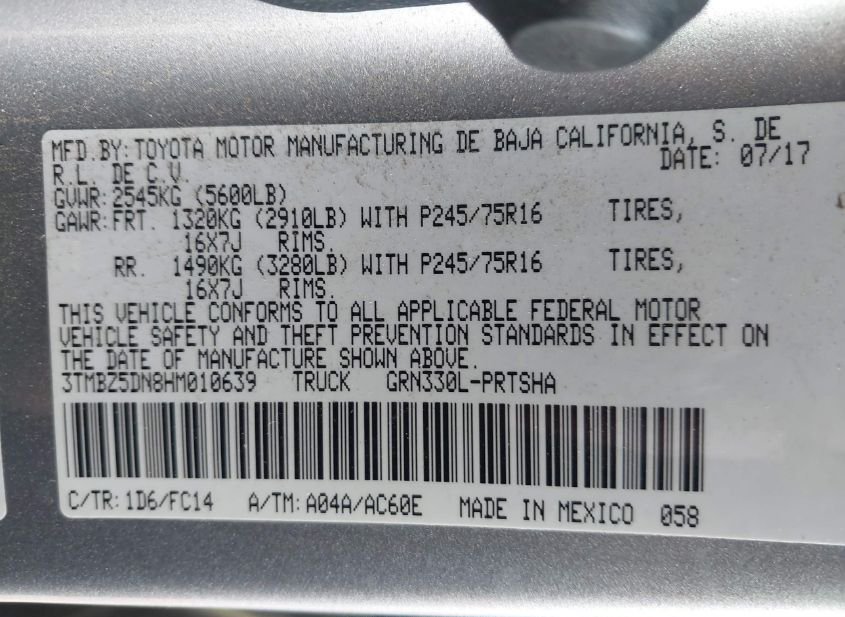 MFD.BY: TOYOTA MOTOR MANUFACTURING DE BAJA CALIFORNIA, S. DE
R.L. DE C.V. DATE: 07/17
GVWR: 2545KG (5600LB)
GAWR: FRT. 1320KG (2910LB) WITH P245/75R16 TIRES,
16X7J RIMS.
RR. 1490KG (3280LB) WITH P245/75R16 TIRES,
16X7J RIMS.
THIS VEHICLE CONFORMS TO ALL APPLICABLE FEDERAL MOTOR
VEHICLE SAFETY AND THEFT PREVENTION STANDARDS IN EFFECT ON
THE DATE OF MANUFACTURE SHOWN ABOVE.
3TMBZ5DN8HM010639 TRUCK GRN330L-PRTSHA
C/TR: 1D6/FC14 A/TM: A04A/AC60E MADE IN MEXICO 058